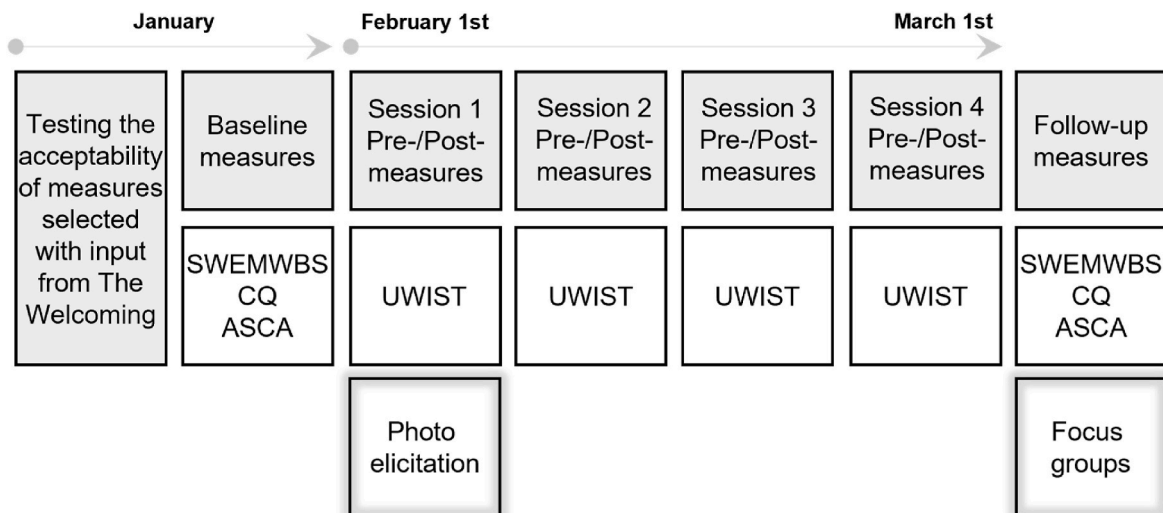 January
February 1st
March 1st
Testing the
acceptability
of measures
selected
with input
from The
Welcoming
Baseline
measures
Session 1
Pre-/Post-
measures
Session 2
Pre-/Post-
measures
Session 3
Pre-/Post-
measures
Session 4
Pre-/Post-
measures
Follow-up
measures
SWEMWBS
CQ
ASCA
UWIST
UWIST
UWIST
UWIST
SWEMWBS
CQ
ASCA
Photo
elicitation
Focus
groups